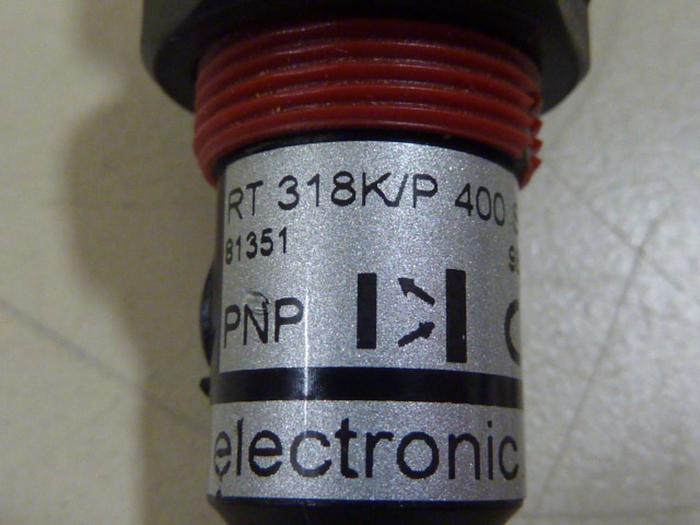 RT 318K/P 400
81351
PNP
electronic